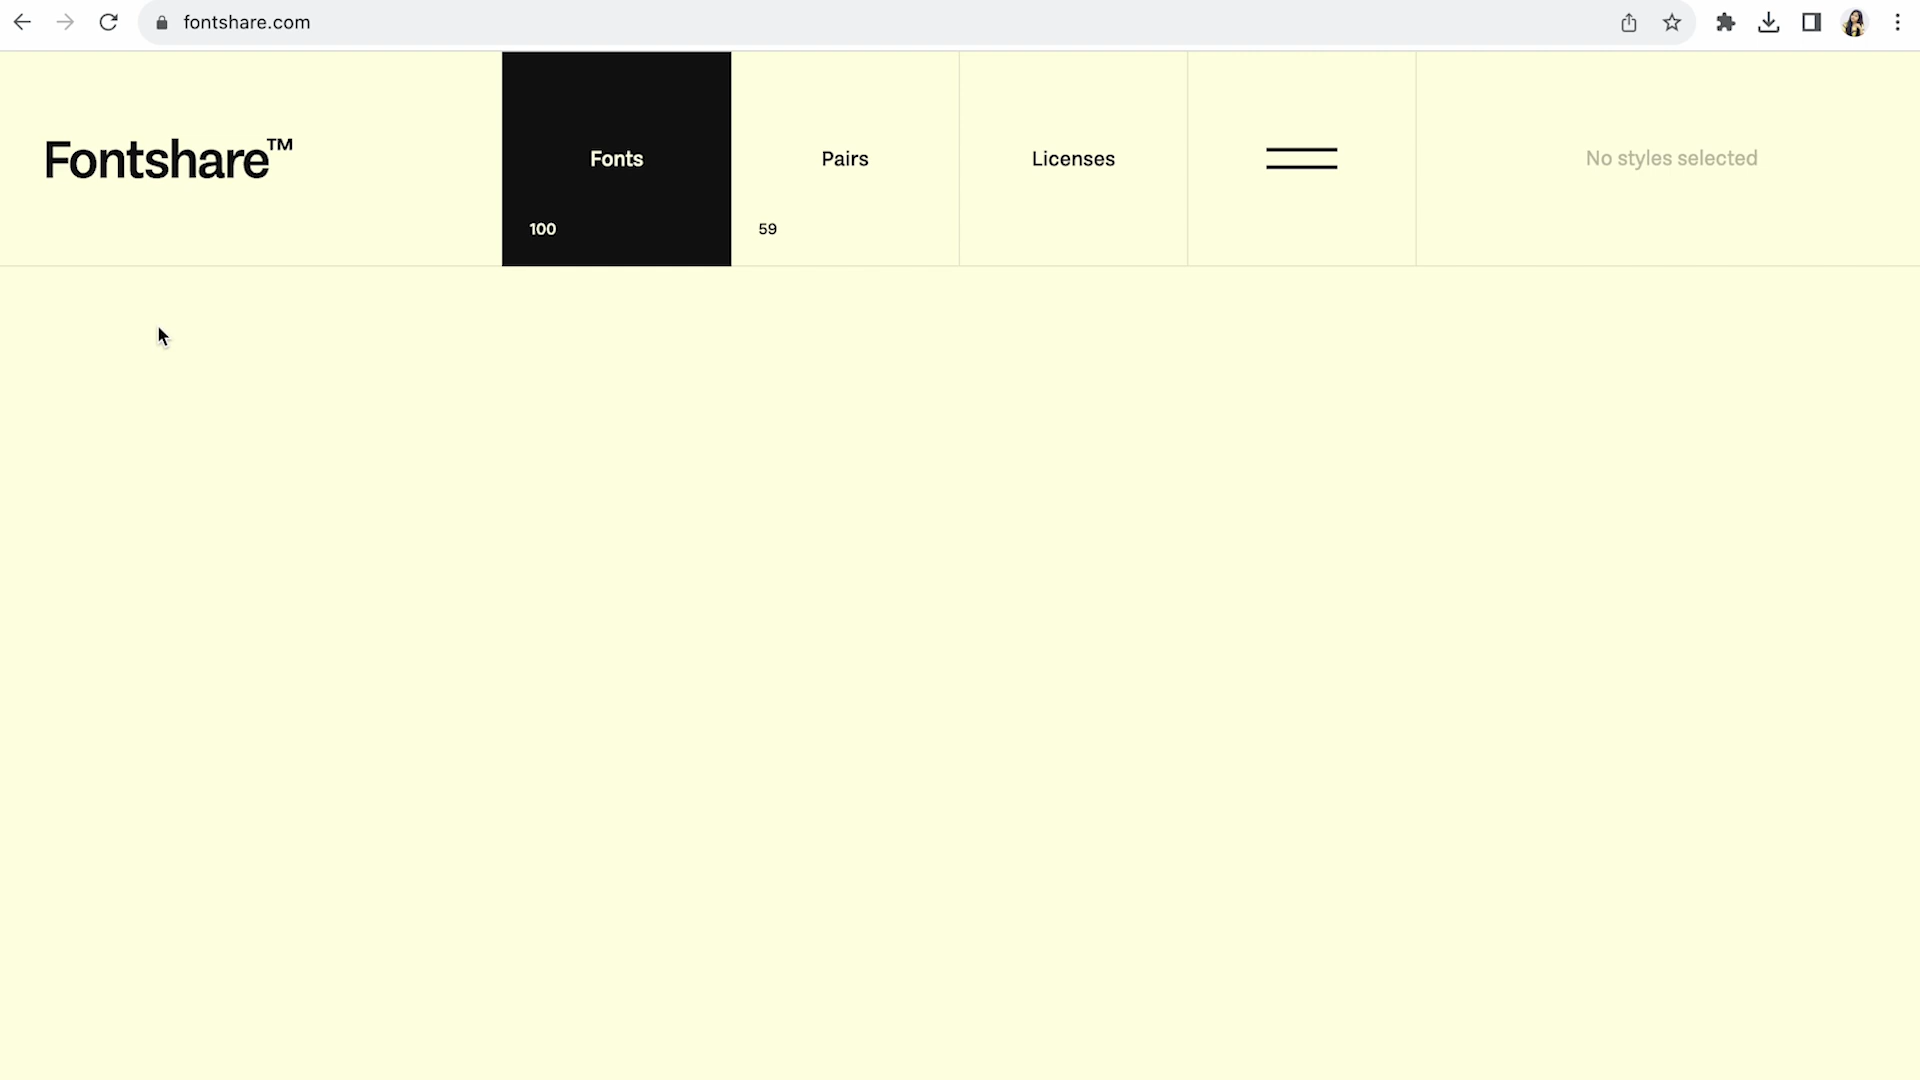 fontshare.com
Fontshare™
Fonts
100
Pairs
59
Licenses
No styles selected